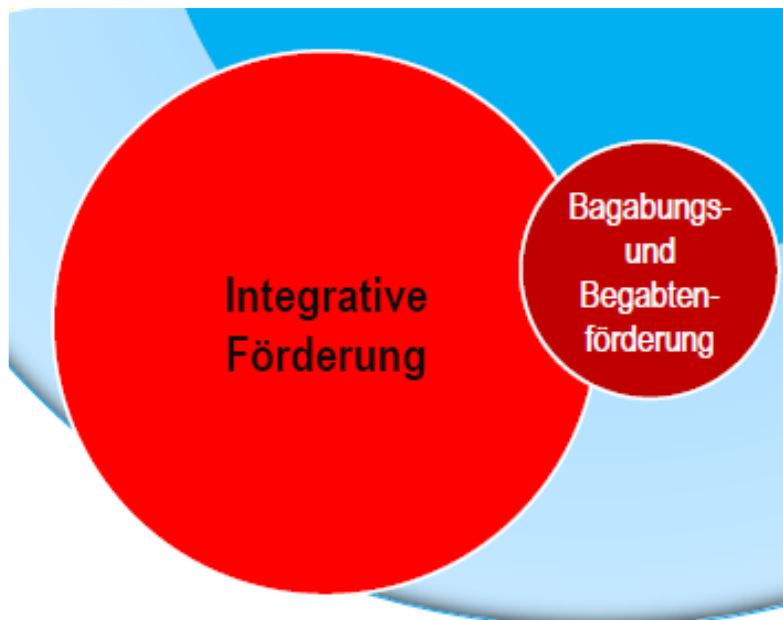 Integrative
Förderung
Bagabungs-
und
Begabten-
förderung